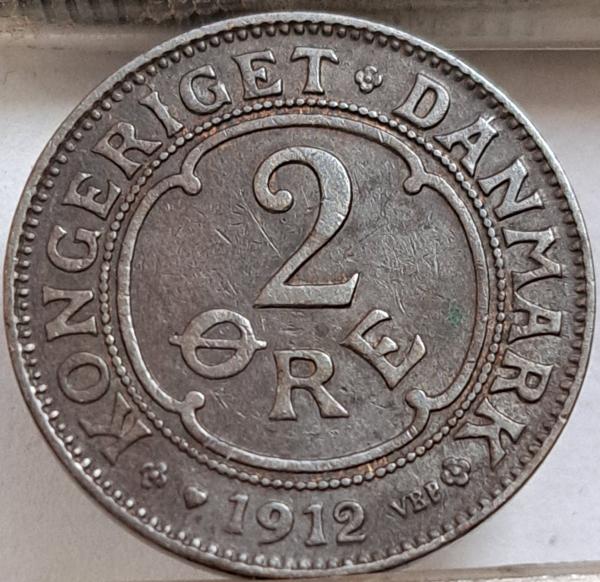 KONGERIGET DANMARK
2
ØRE
1912 VBP